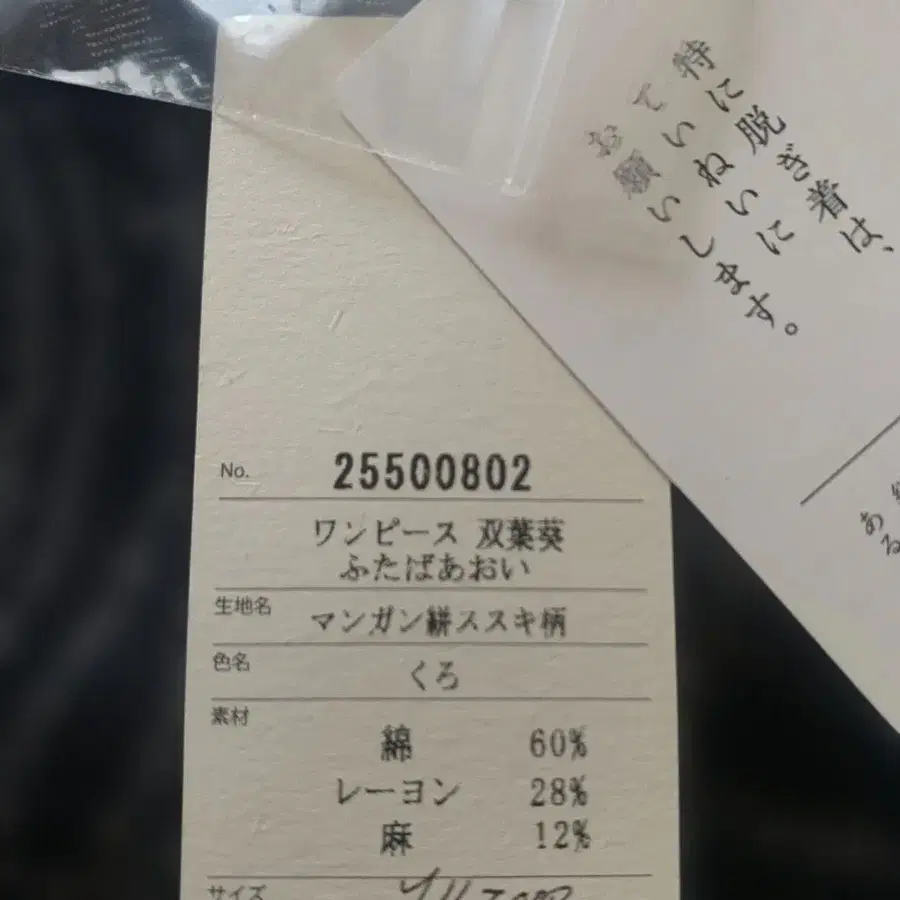 特に脱ぎ着は、
ていねいに
お願いします。
No. 25500802
ワンピース 双葉葵
ふたばあおい
生地名 マンガン絣ススキ柄
色名 くろ
素材
綿 60%
レーヨン 28%
麻 12%
サイズ
ある